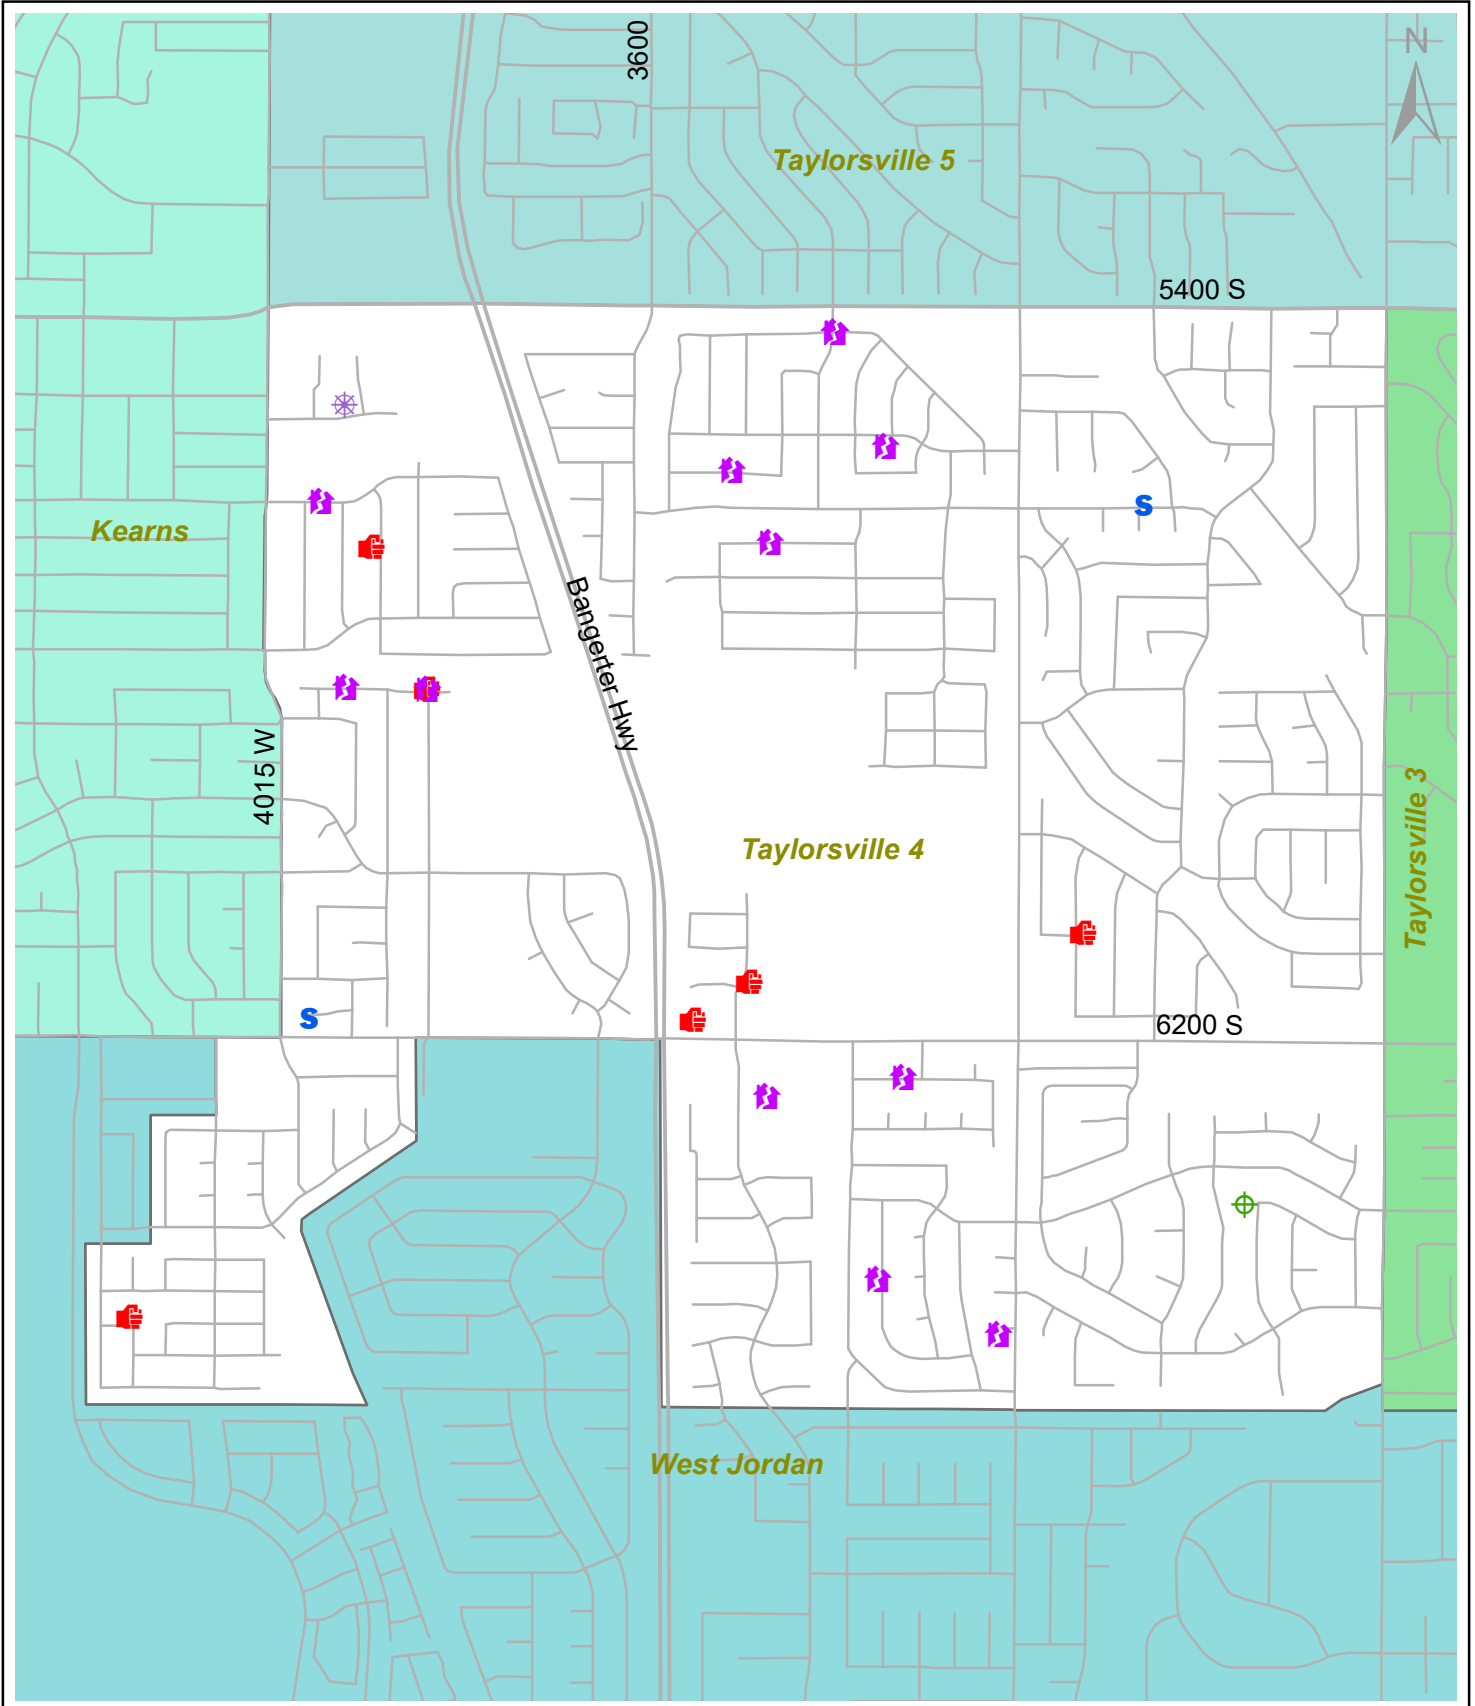 3600
N
Taylorsville 5
5400 S
Kearns
S
Bangerter Hwy
4015 W
Taylorsville 3
Taylorsville 4
S
6200 S
West Jordan